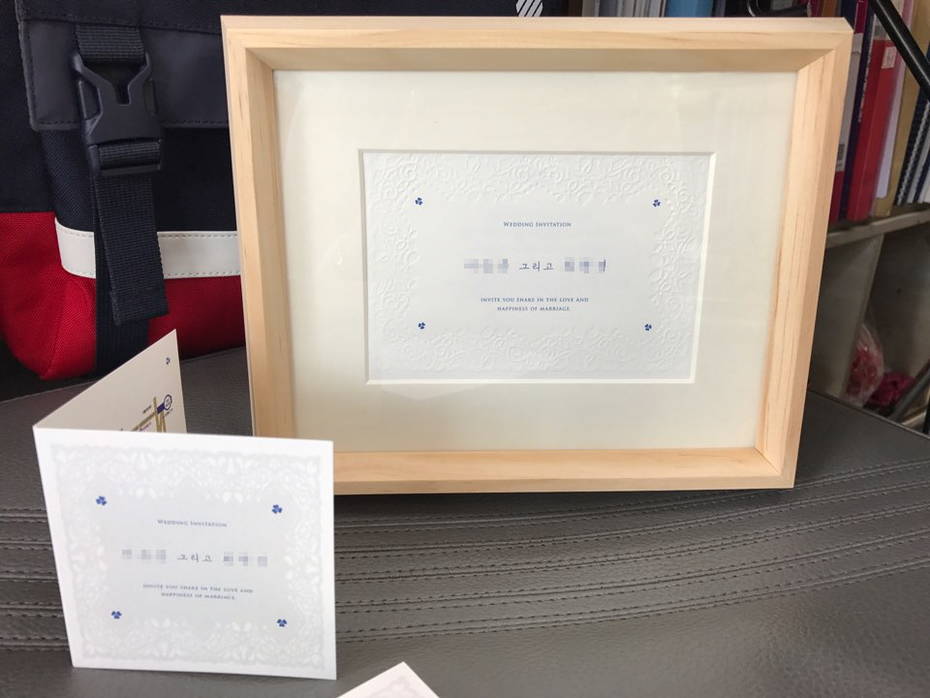 WEDDING INVITATION
그리고
INVITE YOU SHARE IN THE LOVE AND
HAPPINESS OF MARRIAGE
WEDDING INVITATION
그리고
INVITE YOU SHARE IN THE LOVE AND
HAPPINESS OF MARRIAGE